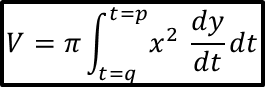 V = π ∫_{t=q}^{t=p} x² dy/dt dt